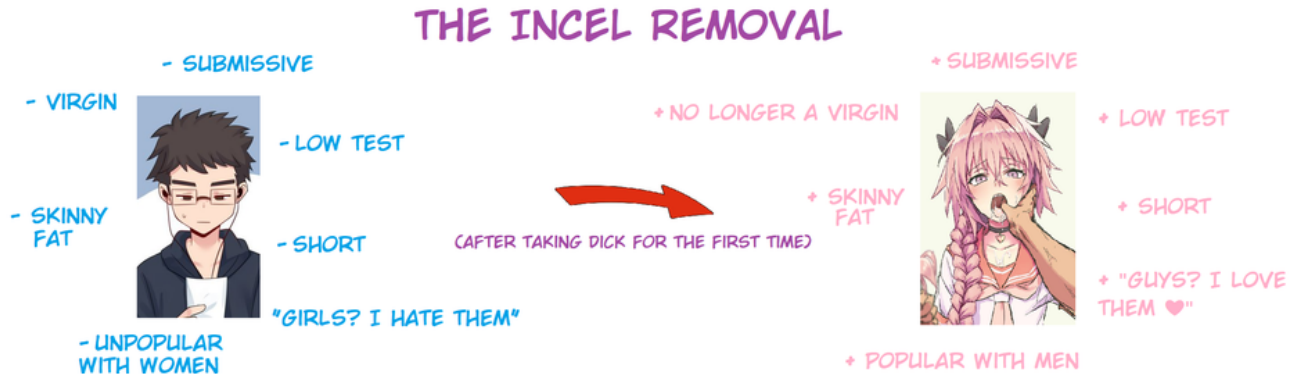 THE INCEL REMOVAL
- SUBMISSIVE
- VIRGIN
- LOW TEST
- SKINNY
FAT
- SHORT
"GIRLS? I HATE THEM"
- UNPOPULAR
WITH WOMEN
(AFTER TAKING DICK FOR THE FIRST TIME)
+ SUBMISSIVE
+ NO LONGER A VIRGIN
+ LOW TEST
+ SKINNY
FAT
+ SHORT
+ "GUYS? I LOVE
THEM ♥"
+ POPULAR WITH MEN